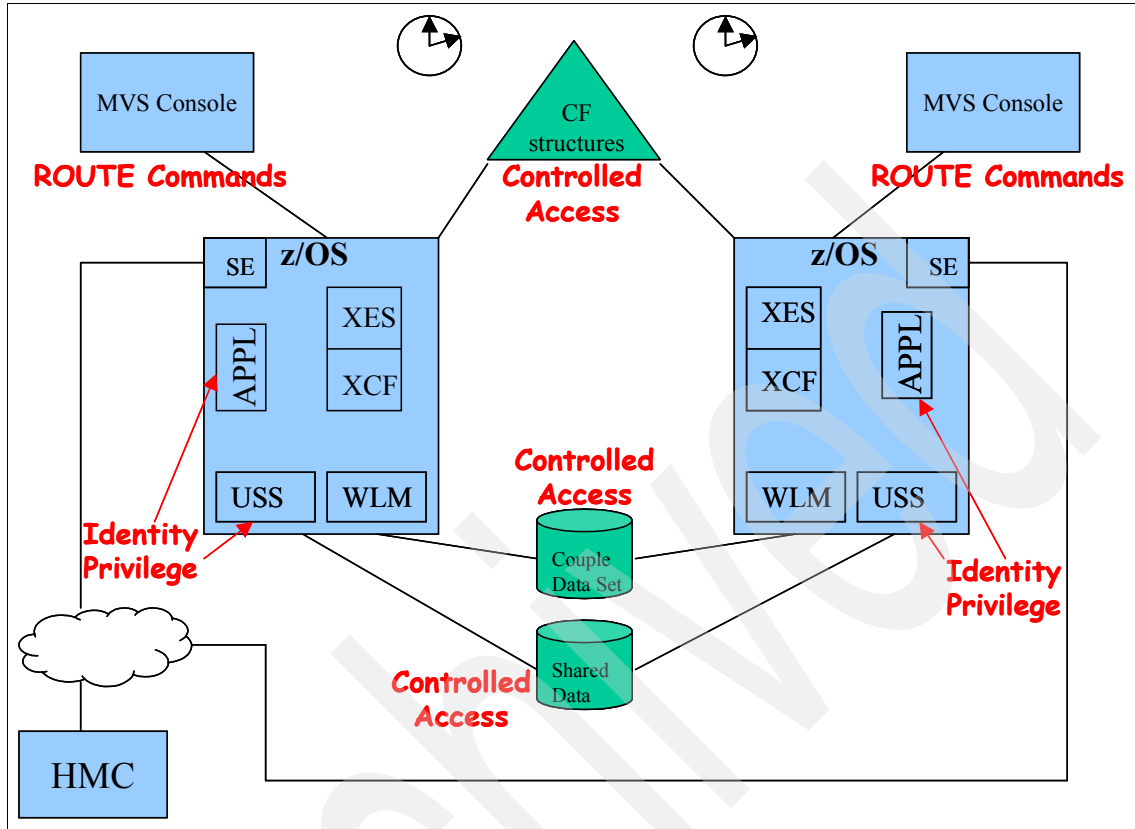 MVS Console
ROUTE Commands
CF
structures
Controlled
Access
MVS Console
ROUTE Commands
z/OS
SE
XES
XCF
APPL
USS
WLM
Identity
Privilege
z/OS
SE
XES
XCF
APPL
WLM
USS
Identity
Privilege
Controlled
Access
Couple
Data Set
Shared
Data
Controlled
Access
HMC